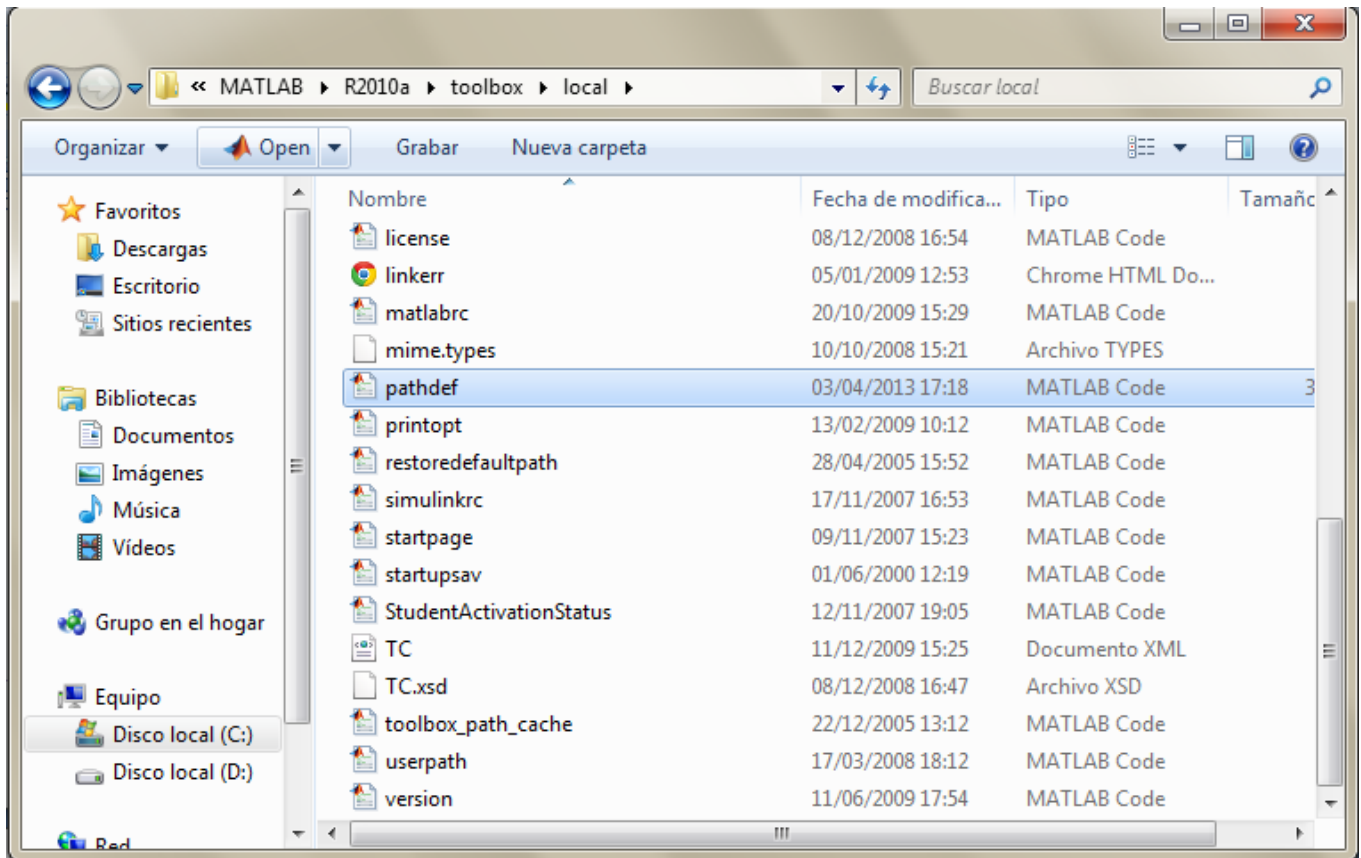 « MATLAB ▸ R2010a ▸ toolbox ▸ local ▸ Buscar local
Organizar Open Grabar Nueva carpeta
Favoritos
Descargas
Escritorio
Sitios recientes
Bibliotecas
Documentos
Imágenes
Música
Vídeos
Grupo en el hogar
Equipo
Disco local (C:)
Disco local (D:)
Red
Nombre Fecha de modifica... Tipo Tamañc
license 08/12/2008 16:54 MATLAB Code
linkerr 05/01/2009 12:53 Chrome HTML Do...
matlabrc 20/10/2009 15:29 MATLAB Code
mime.types 10/10/2008 15:21 Archivo TYPES
pathdef 03/04/2013 17:18 MATLAB Code 3
printopt 13/02/2009 10:12 MATLAB Code
restoredefaultpath 28/04/2005 15:52 MATLAB Code
simulinkrc 17/11/2007 16:53 MATLAB Code
startpage 09/11/2007 15:23 MATLAB Code
startupsav 01/06/2000 12:19 MATLAB Code
StudentActivationStatus 12/11/2007 19:05 MATLAB Code
TC 11/12/2009 15:25 Documento XML
TC.xsd 08/12/2008 16:47 Archivo XSD
toolbox_path_cache 22/12/2005 13:12 MATLAB Code
userpath 17/03/2008 18:12 MATLAB Code
version 11/06/2009 17:54 MATLAB Code